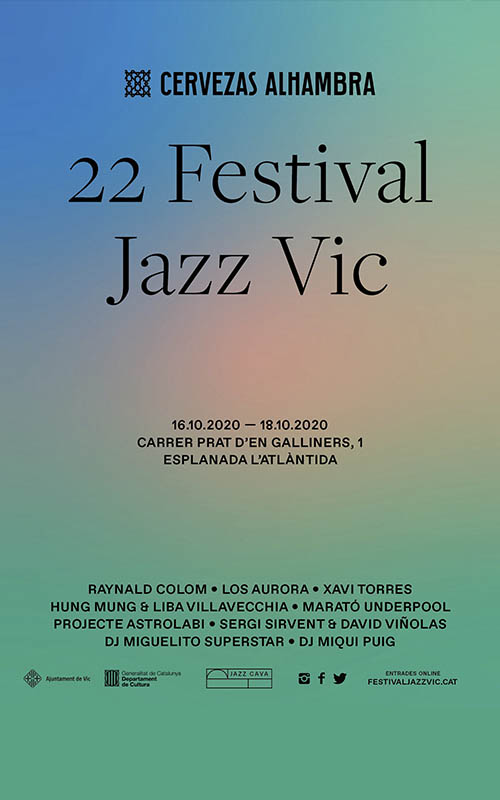 CERVEZAS ALHAMBRA
22 Festival
Jazz Vic
16.10.2020 — 18.10.2020
CARRER PRAT D'EN GALLINERS, 1
ESPLANADA L'ATLÀNTIDA
RAYNALD COLOM • LOS AURORA • XAVI TORRES
HUNG MUNG & LIBA VILLAVECCHIA • MARATÓ UNDERPOOL
PROJECTE ASTROLABI • SERGI SIRVENT & DAVID VIÑOLAS
DJ MIGUELITO SUPERSTAR • DJ MIQUI PUIG
Ajuntament de Vic
Generalitat de Catalunya
Departament
de Cultura
JAZZ CAVA
ENTRADES ONLINE
FESTIVALJAZZVIC.CAT